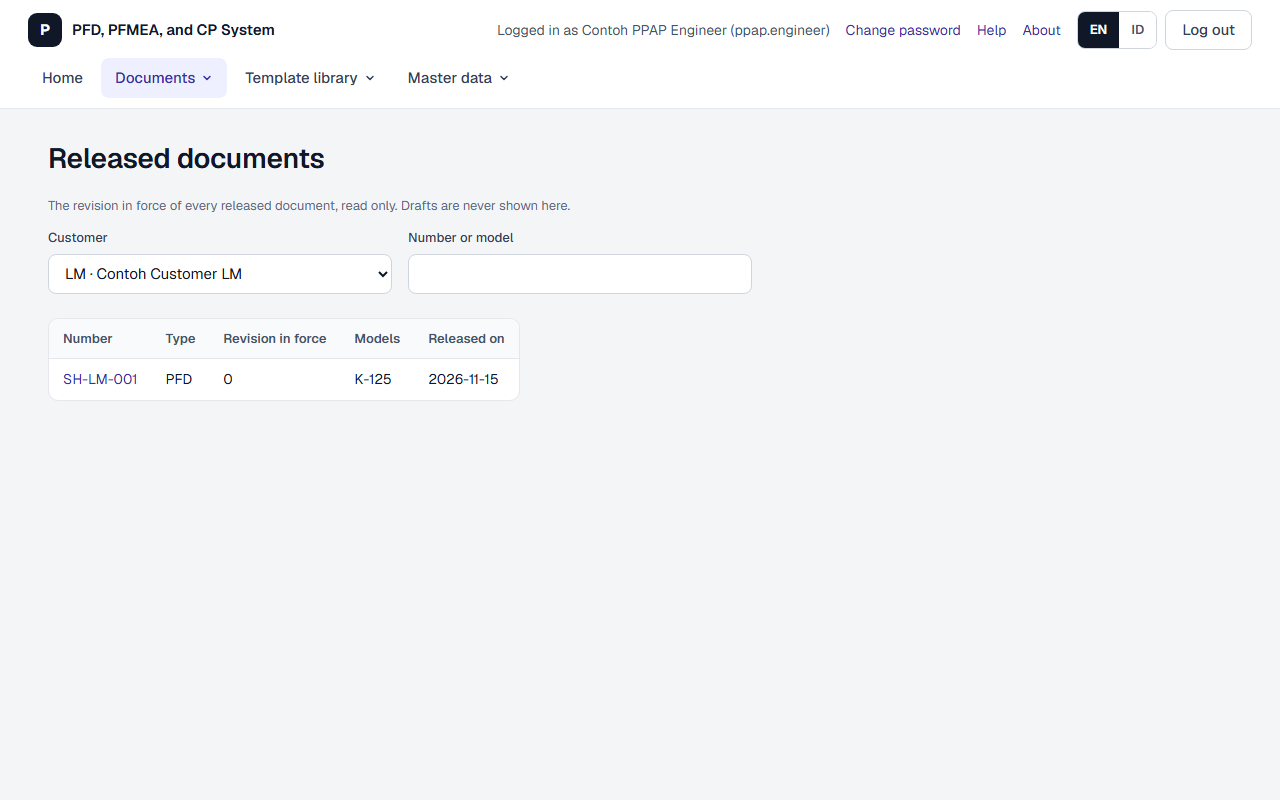 P PFD, PFMEA, and CP System Logged in as Contoh PPAP Engineer (ppap.engineer) Change password Help About EN ID Log out
Home Documents Template library Master data
Released documents
The revision in force of every released document, read only. Drafts are never shown here.
Customer Number or model
LM · Contoh Customer LM
Number Type Revision in force Models Released on
SH-LM-001 PFD 0 K-125 2026-11-15